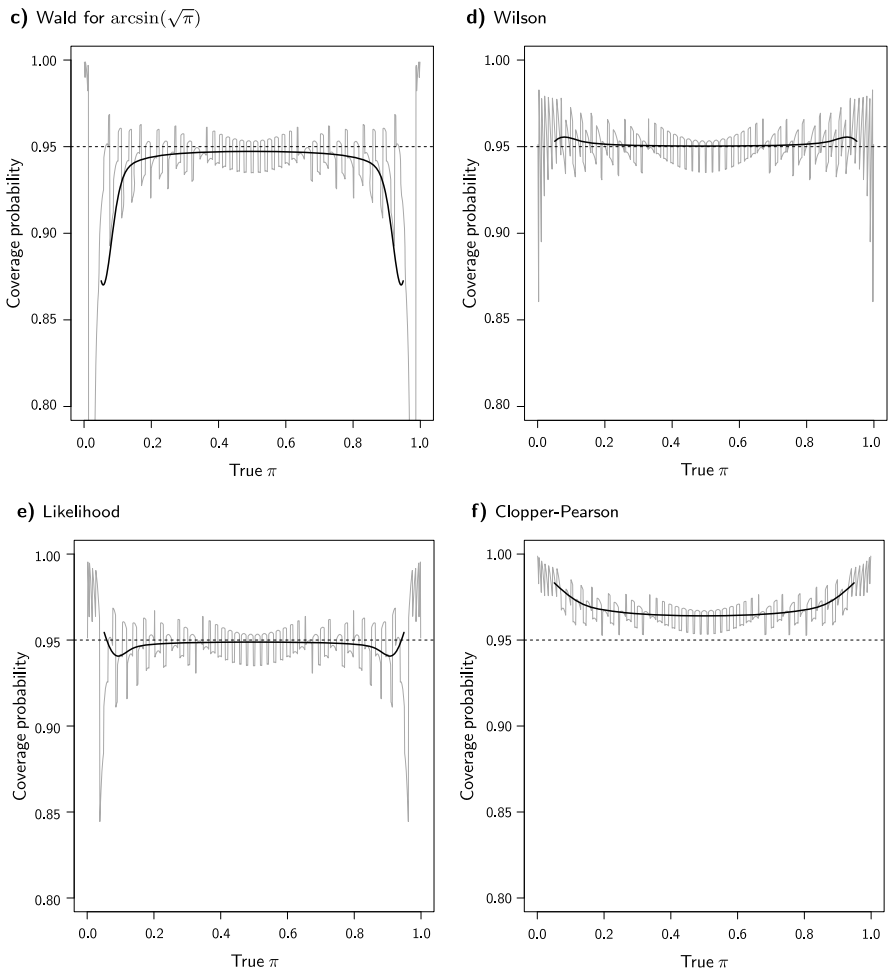 c) Wald for arcsin(√π)
Coverage probability
1.00
0.95
0.90
0.85
0.80
0.0 0.2 0.4 0.6 0.8 1.0
True π
d) Wilson
Coverage probability
1.00
0.95
0.90
0.85
0.80
0.0 0.2 0.4 0.6 0.8 1.0
True π
e) Likelihood
Coverage probability
1.00
0.95
0.90
0.85
0.80
0.0 0.2 0.4 0.6 0.8 1.0
True π
f) Clopper-Pearson
Coverage probability
1.00
0.95
0.90
0.85
0.80
0.0 0.2 0.4 0.6 0.8 1.0
True π